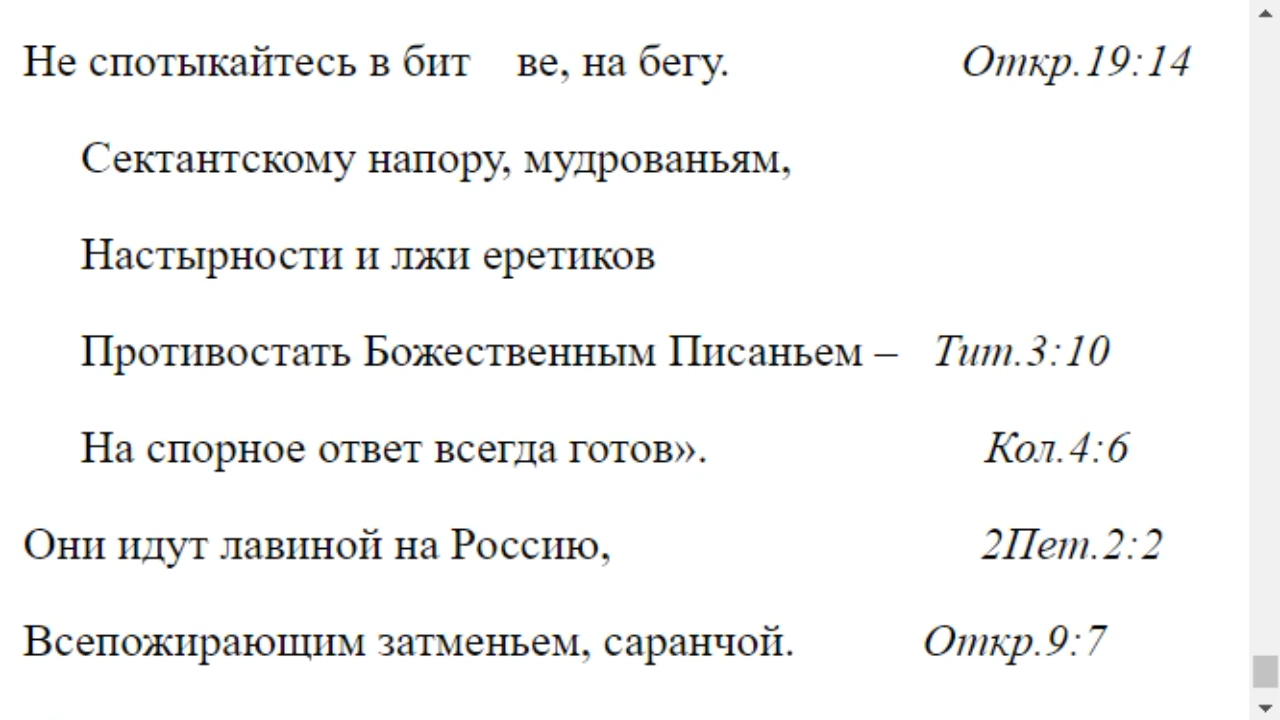 Не спотыкайтесь в бит ве, на бегу. Откр.19:14
Сектантскому напору, мудрованьям,
Настырности и лжи еретиков
Противостать Божественным Писаньем – Тит.3:10
На спорное ответ всегда готов». Кол.4:6
Они идут лавиной на Россию, 2Пет.2:2
Всепожирающим затменьем, саранчой. Откр.9:7